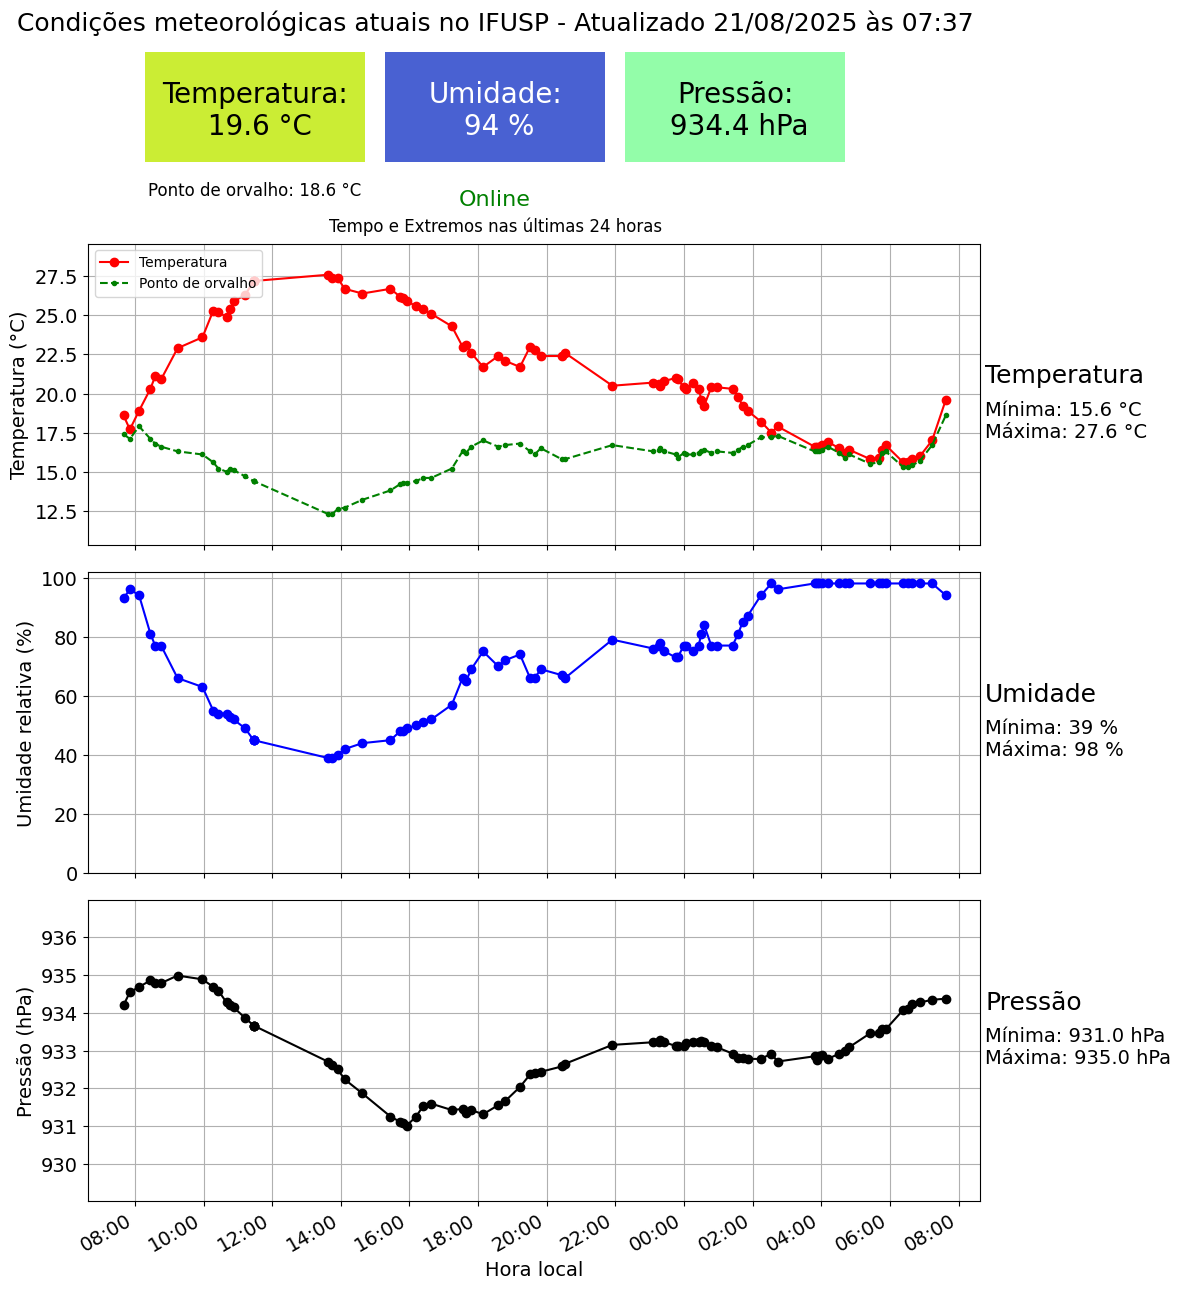 Condições meteorológicas atuais no IFUSP - Atualizado 21/08/2025 às 07:37
Temperatura:
19.6 °C
Umidade:
94 %
Pressão:
934.4 hPa
Ponto de orvalho: 18.6 °C
Online
Tempo e Extremos nas últimas 24 horas
Temperatura
Ponto de orvalho
Temperatura (°C)
27.5
25.0
22.5
20.0
17.5
15.0
12.5
Temperatura
Mínima: 15.6 °C
Máxima: 27.6 °C
Umidade relativa (%)
100
80
60
40
20
0
Umidade
Mínima: 39 %
Máxima: 98 %
Pressão (hPa)
936
935
934
933
932
931
930
Pressão
Mínima: 931.0 hPa
Máxima: 935.0 hPa
08:00 10:00 12:00 14:00 16:00 18:00 20:00 22:00 00:00 02:00 04:00 06:00 08:00
Hora local